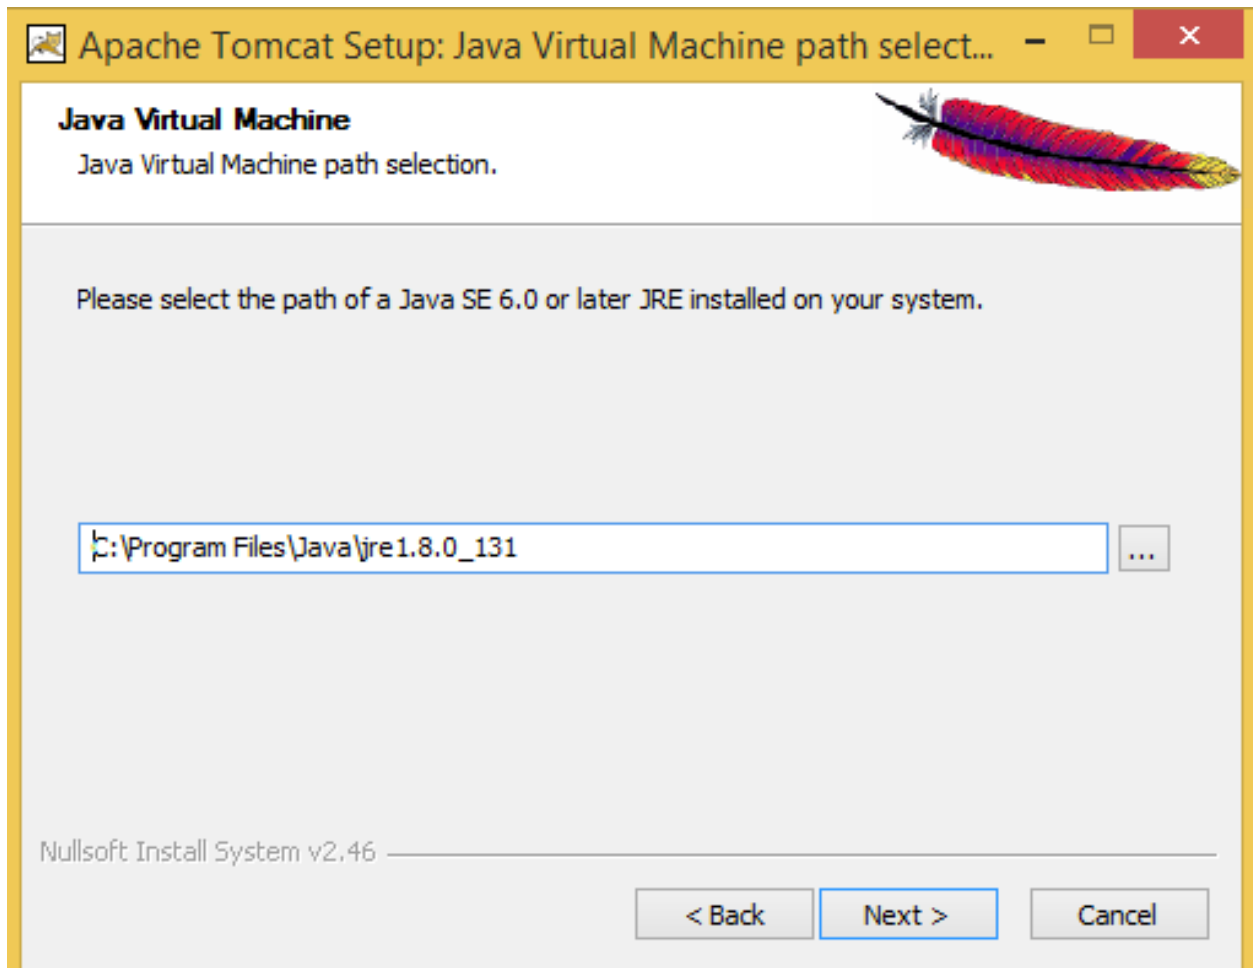 Apache Tomcat Setup: Java Virtual Machine path select...
Java Virtual Machine
Java Virtual Machine path selection.
Please select the path of a Java SE 6.0 or later JRE installed on your system.
C:\Program Files\Java\jre1.8.0_131
...
Nullsoft Install System v2.46
< Back
Next >
Cancel